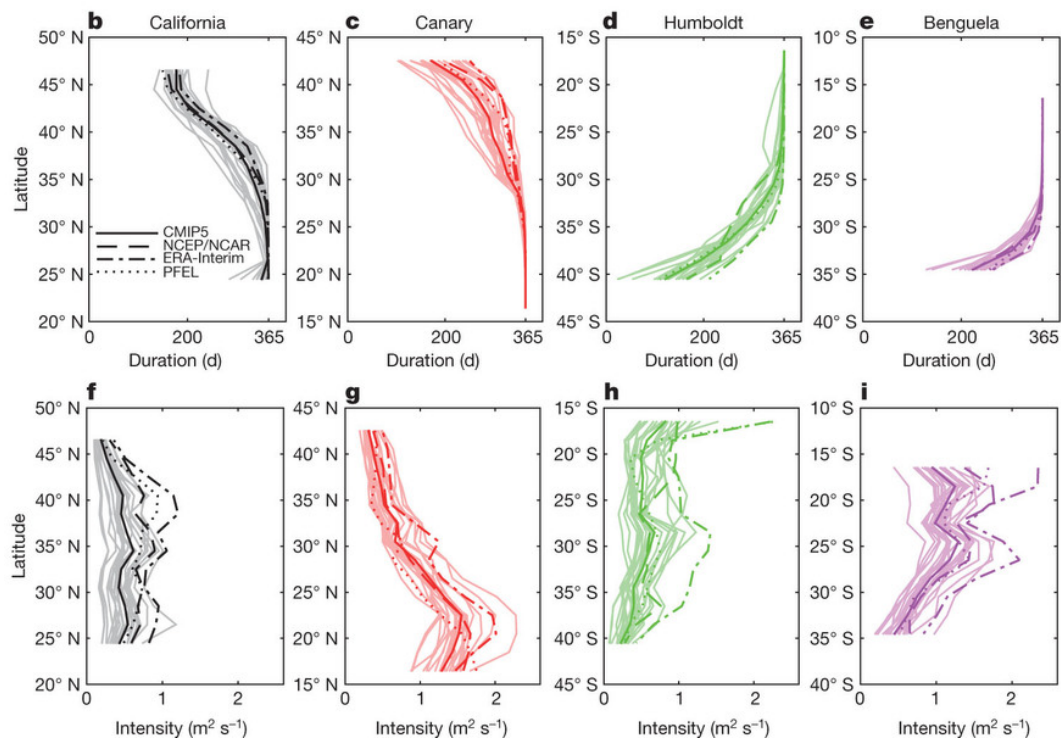 b California
50° N
45° N
40° N
35° N
30° N
25° N
20° N
Latitude
CMIP5
NCEP/NCAR
ERA-Interim
PFEL
0 200 365
Duration (d)
c Canary
45° N
40° N
35° N
30° N
25° N
20° N
15° N
0 200 365
Duration (d)
d Humboldt
15° S
20° S
25° S
30° S
35° S
40° S
45° S
0 200 365
Duration (d)
e Benguela
10° S
15° S
20° S
25° S
30° S
35° S
40° S
0 200 365
Duration (d)
f
50° N
45° N
40° N
35° N
30° N
25° N
20° N
Latitude
0 1 2
Intensity (m² s⁻¹)
g
45° N
40° N
35° N
30° N
25° N
20° N
15° N
0 1 2
Intensity (m² s⁻¹)
h
15° S
20° S
25° S
30° S
35° S
40° S
45° S
0 1 2
Intensity (m² s⁻¹)
i
10° S
15° S
20° S
25° S
30° S
35° S
40° S
0 1 2
Intensity (m² s⁻¹)